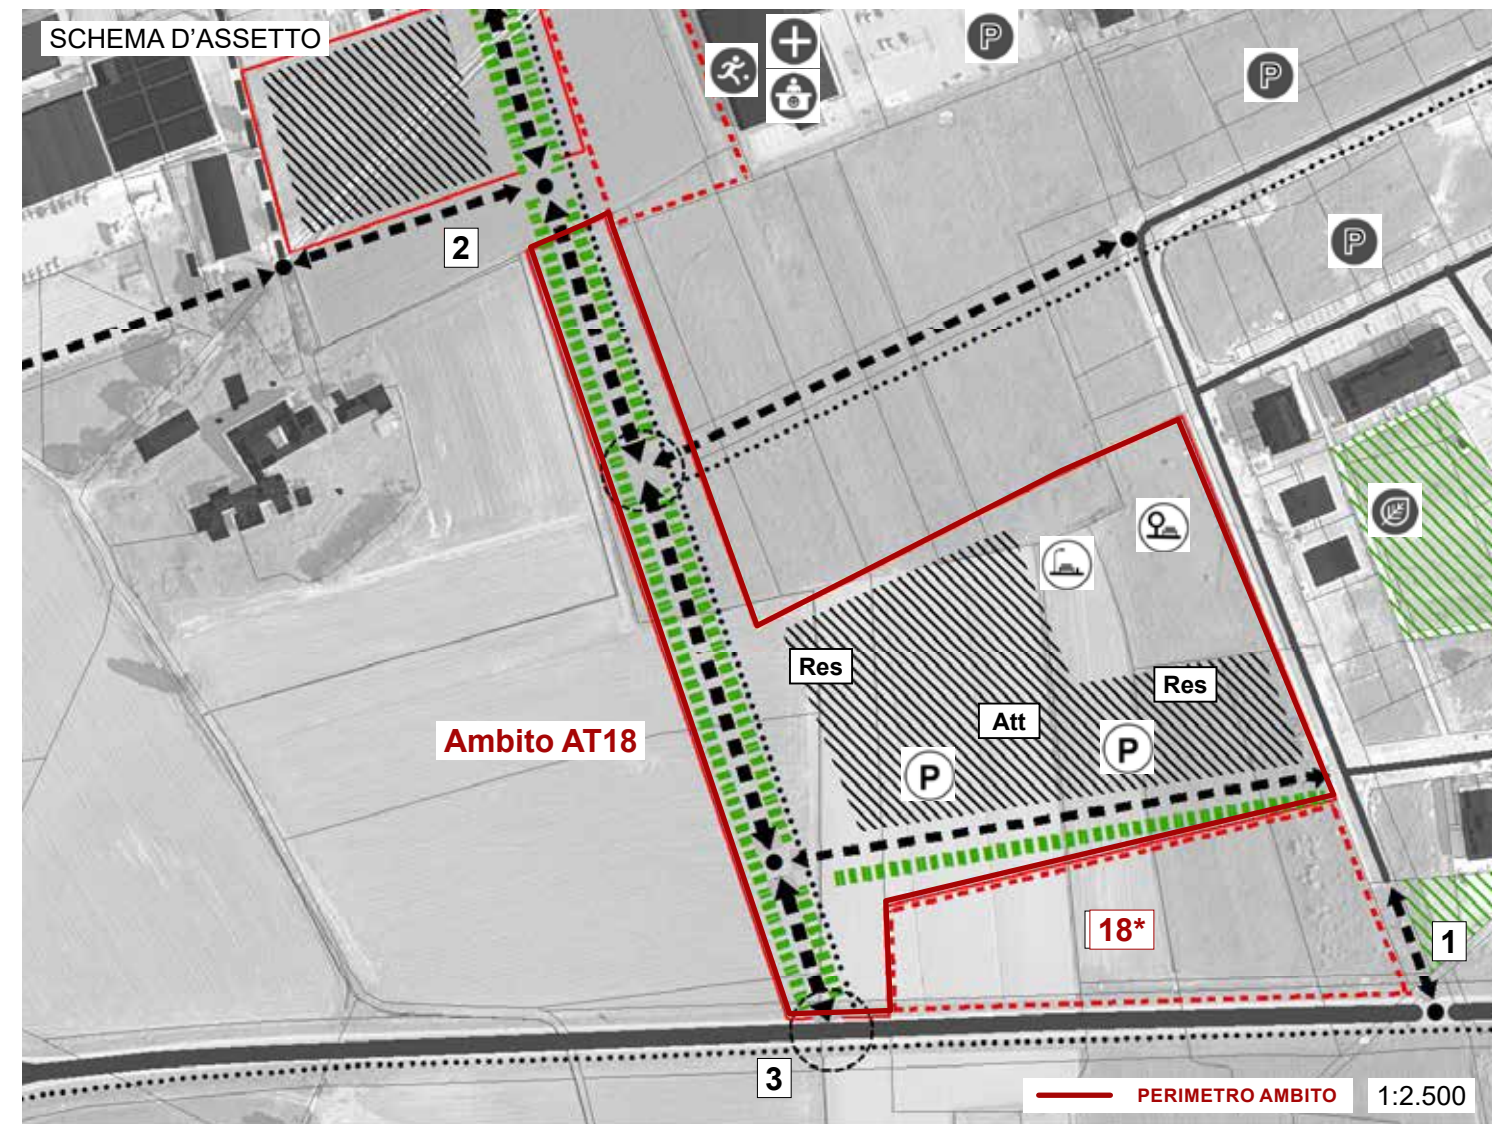 SCHEMA D'ASSETTO
P
P
2
P
Res
Res
Att
Ambito AT18
P
P
18*
1
3
PERIMETRO AMBITO
1:2.500